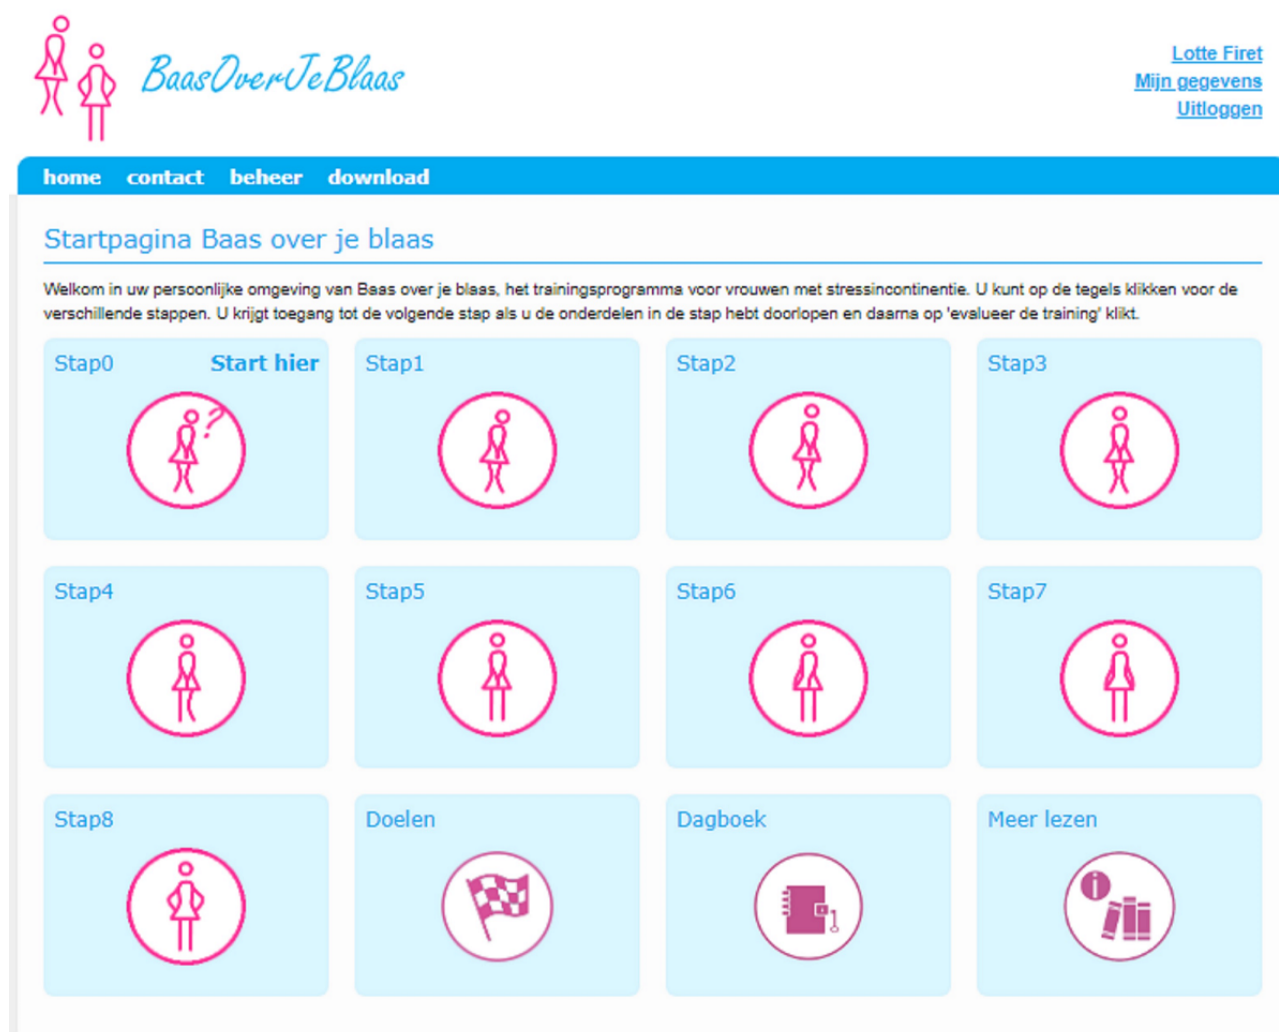 BaasOverJeBlaas
Lotte Firet
Mijn gegevens
Uitloggen
home contact beheer download
Startpagina Baas over je blaas
Welkom in uw persoonlijke omgeving van Baas over je blaas, het trainingsprogramma voor vrouwen met stressincontinentie. U kunt op de tegels klikken voor de
verschillende stappen. U krijgt toegang tot de volgende stap als u de onderdelen in de stap hebt doorlopen en daarna op 'evalueer de training' klikt.
Stap0 Start hier Stap1 Stap2 Stap3
?
Stap4 Stap5 Stap6 Stap7
Stap8 Doelen Dagboek Meer lezen
i